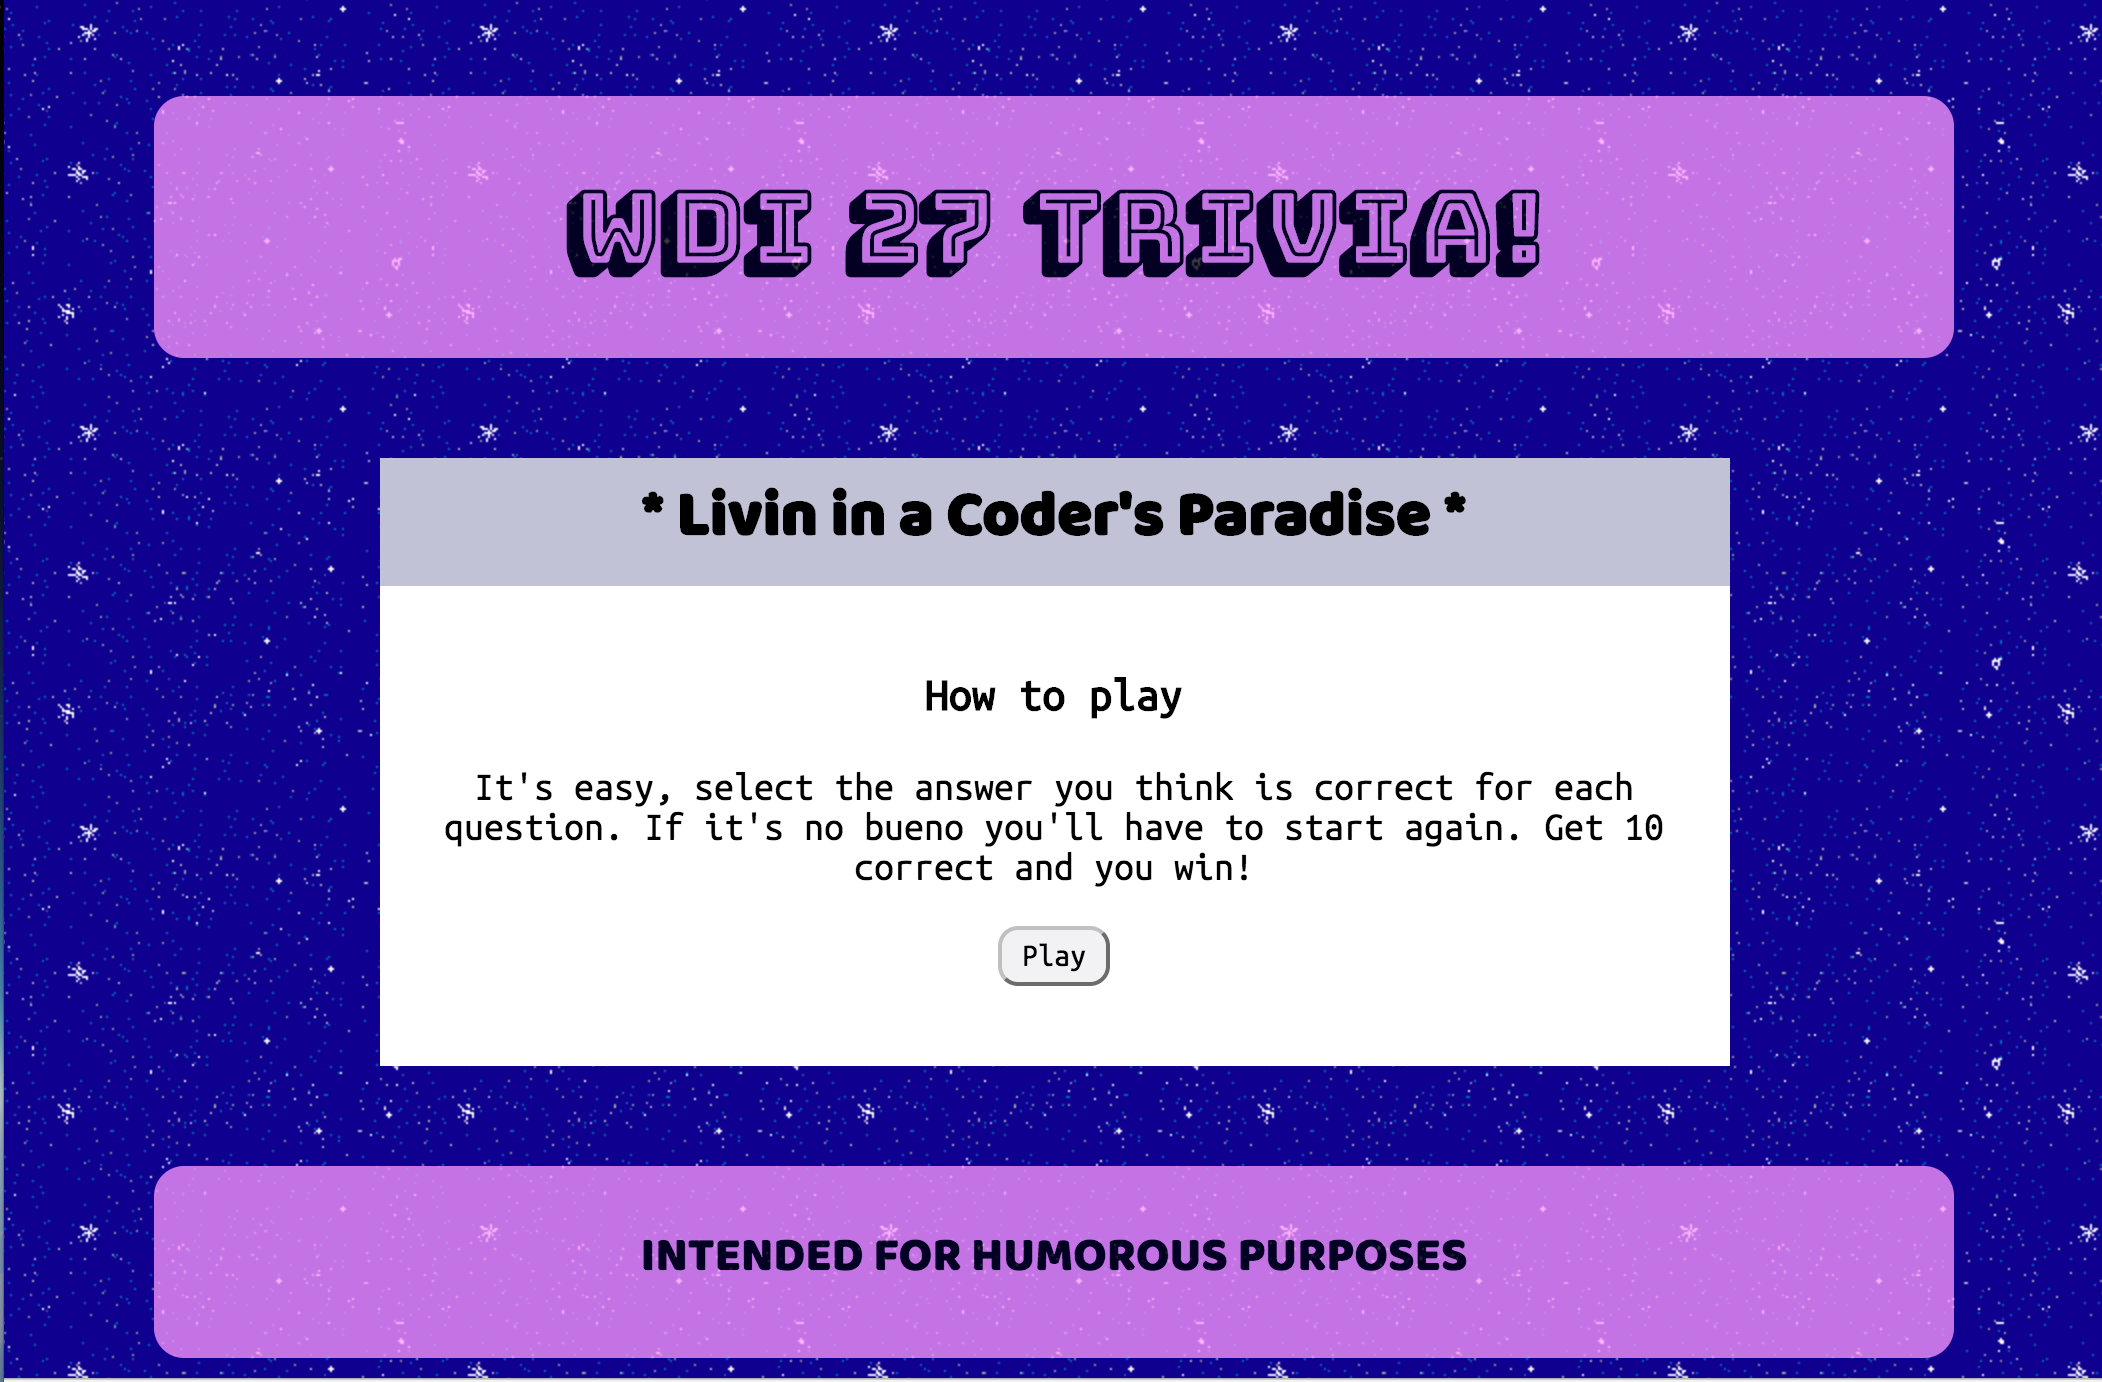 WDI 27 TRIVIA!
* Livin in a Coder's Paradise *
How to play
It's easy, select the answer you think is correct for each
question. If it's no bueno you'll have to start again. Get 10
correct and you win!
Play
INTENDED FOR HUMOROUS PURPOSES